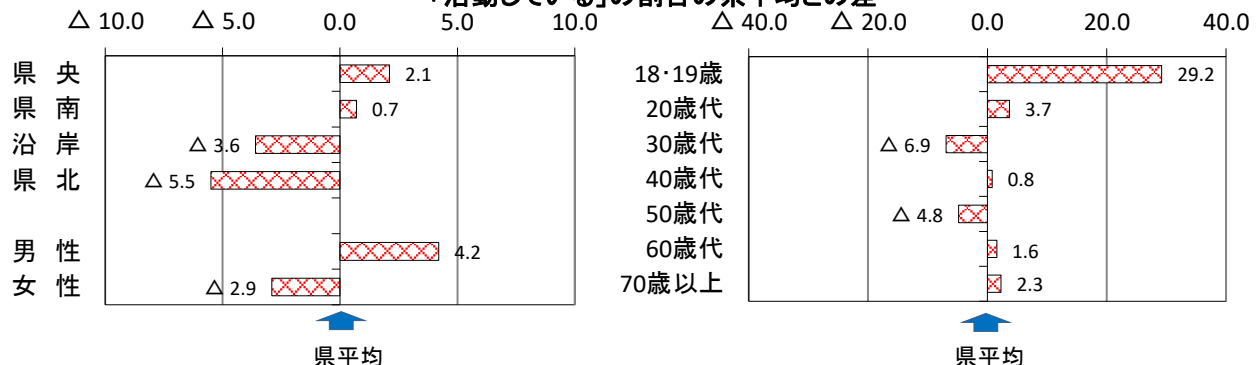 「活動している」の割合の県平均との差
△ 10.0 △ 5.0 0.0 5.0 10.0
県 央 2.1
県 南 0.7
沿 岸 △ 3.6
県 北 △ 5.5
男 性 4.2
女 性 △ 2.9
県平均
△ 40.0 △ 20.0 0.0 20.0 40.0
18･19歳 29.2
20歳代 3.7
30歳代 △ 6.9
40歳代 0.8
50歳代 △ 4.8
60歳代 1.6
70歳以上 2.3
県平均